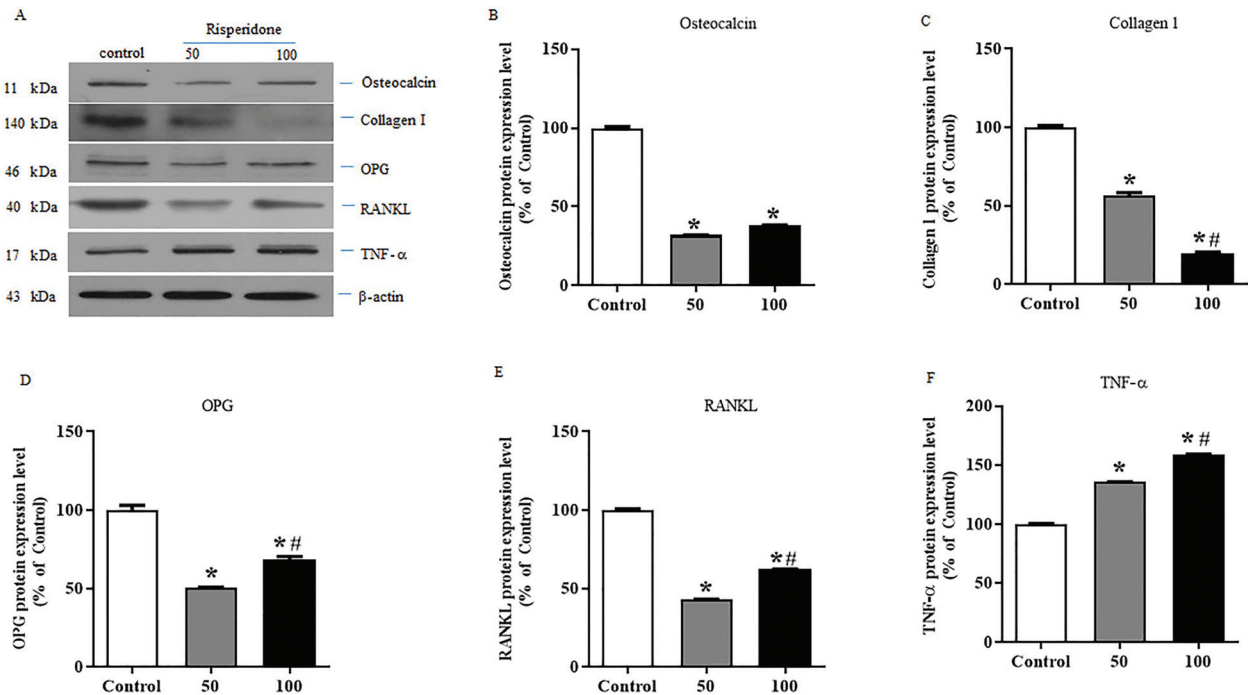 A
Risperidone
control 50 100
11 kDa Osteocalcin
140 kDa Collagen I
46 kDa OPG
40 kDa RANKL
17 kDa TNF-α
43 kDa β-actin
B
Osteocalcin
Osteocalcin protein expression level
(% of Control)
150
100
50
0
* *
Control 50 100
C
Collagen 1
Collagen 1 protein expression level
(% of Control)
150
100
50
0
*
* #
Control 50 100
D
OPG
OPG protein expression level
(% of Control)
150
100
50
0
*
* #
Control 50 100
E
RANKL
RANKL protein expression level
(% of Control)
150
100
50
0
*
* #
Control 50 100
F
TNF-α
TNF-α protein expression level
(% of Control)
200
150
100
50
0
*
* #
Control 50 100